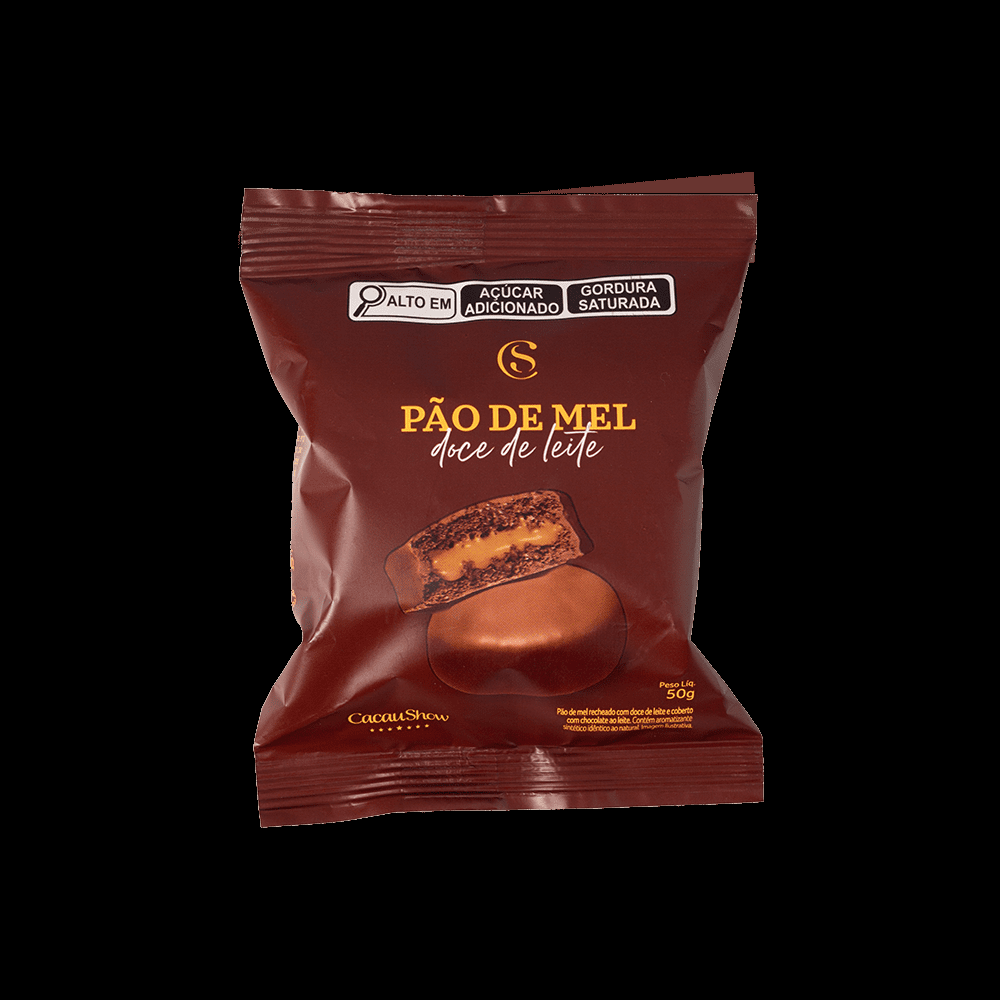 ALTO EM
AÇÚCAR
ADICIONADO
GORDURA
SATURADA
CS
PÃO DE MEL
doce de leite
Peso Líq.
50g
CacauShow
Pão de mel recheado com doce de leite e coberto
com chocolate ao leite. Contém aromatizante
sintético idêntico ao natural. Imagem ilustrativa.